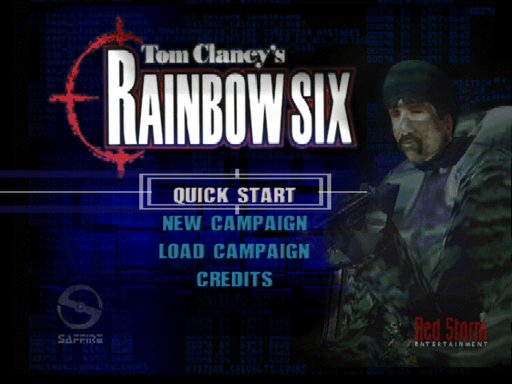 Tom Clancy's
RAINBOW SIX
QUICK START
NEW CAMPAIGN
LOAD CAMPAIGN
CREDITS
SAFFIRE
Red Storm
ENTERTAINMENT